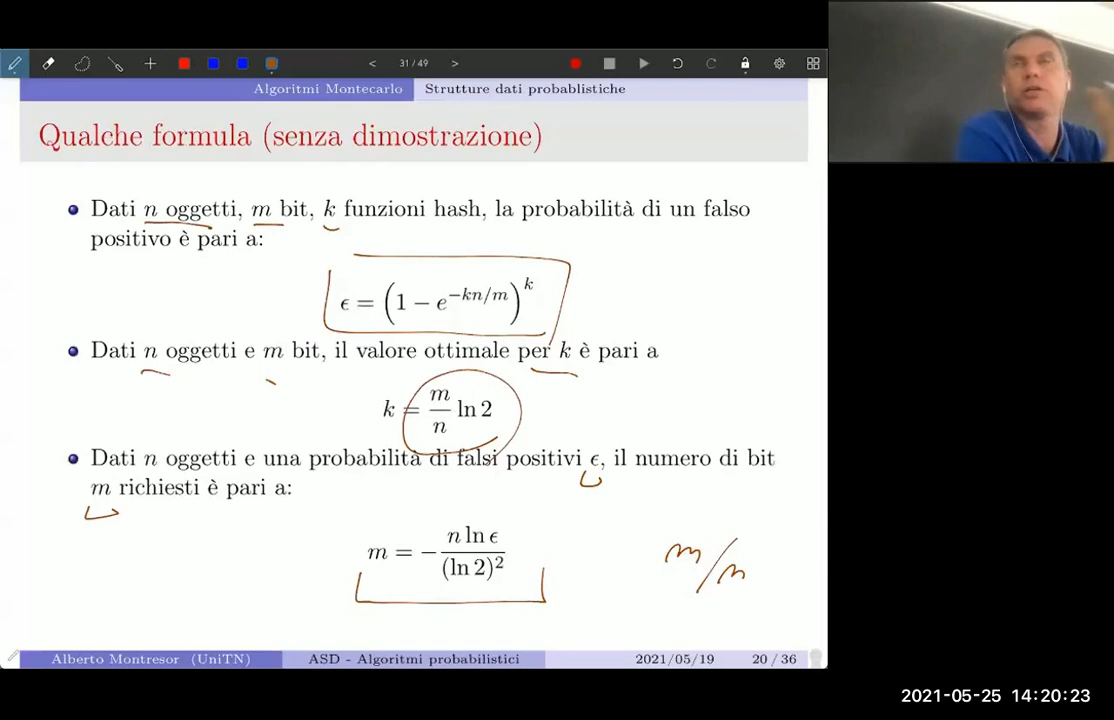 31/49
Algoritmi Montecarlo Strutture dati probablistiche
Qualche formula (senza dimostrazione)
Dati n oggetti, m bit, k funzioni hash, la probabilità di un falso
positivo è pari a:
ϵ = (1 − e^{−kn/m})^k
Dati n oggetti e m bit, il valore ottimale per k è pari a
k = m/n ln 2
Dati n oggetti e una probabilità di falsi positivi ϵ, il numero di bit
m richiesti è pari a:
m = − n ln ϵ / (ln 2)²
m/n
Alberto Montresor (UniTN) ASD - Algoritmi probabilistici 2021/05/19 20 / 36
2021-05-25 14:20:23